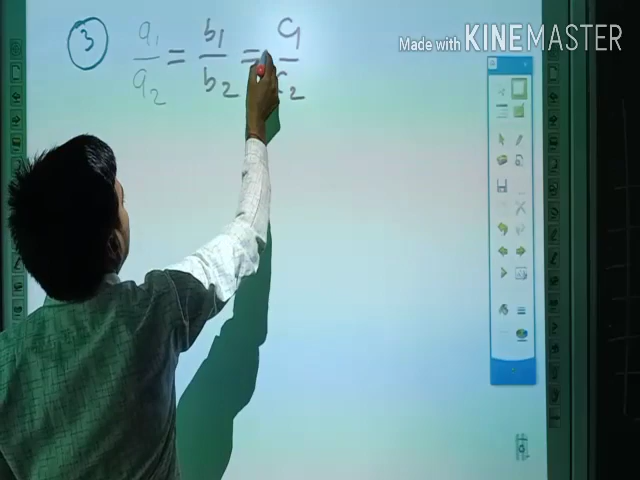 Made with KINEMASTER
③ a₁/a₂ = b₁/b₂ = c₁/c₂